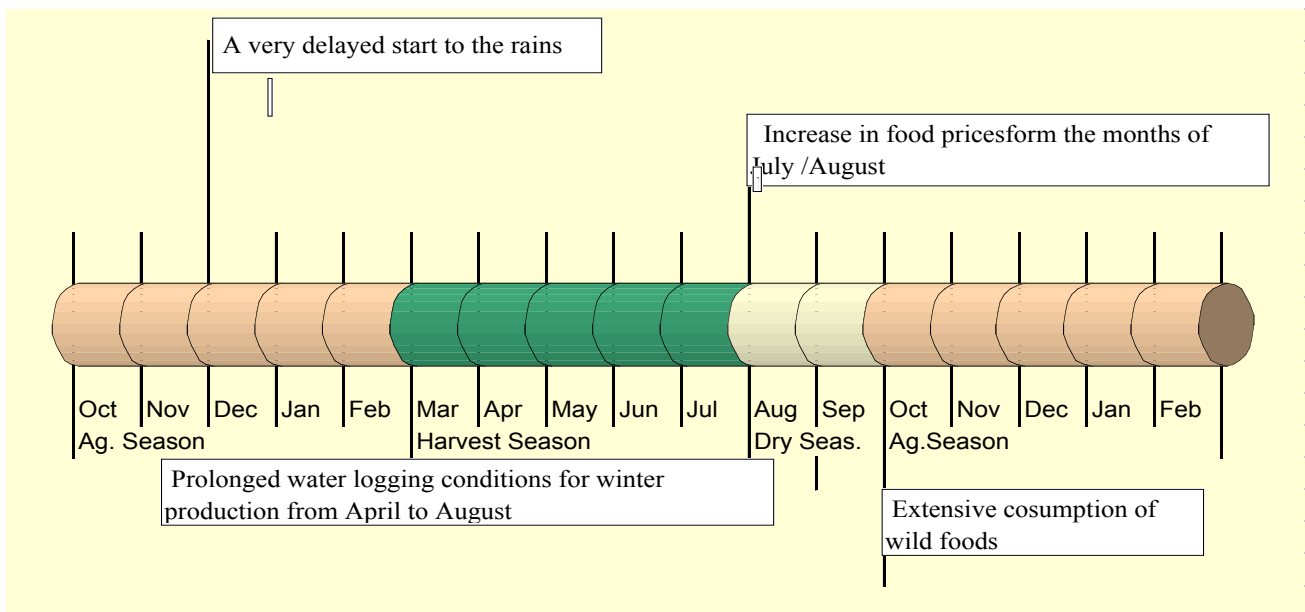 A very delayed start to the rains
Increase in food pricesform the months of
July /August
Oct Nov Dec Jan Feb Mar Apr May Jun Jul Aug Sep Oct Nov Dec Jan Feb
Ag. Season Harvest Season Dry Seas. Ag.Season
Prolonged water logging conditions for winter
production from April to August
Extensive cosumption of
wild foods